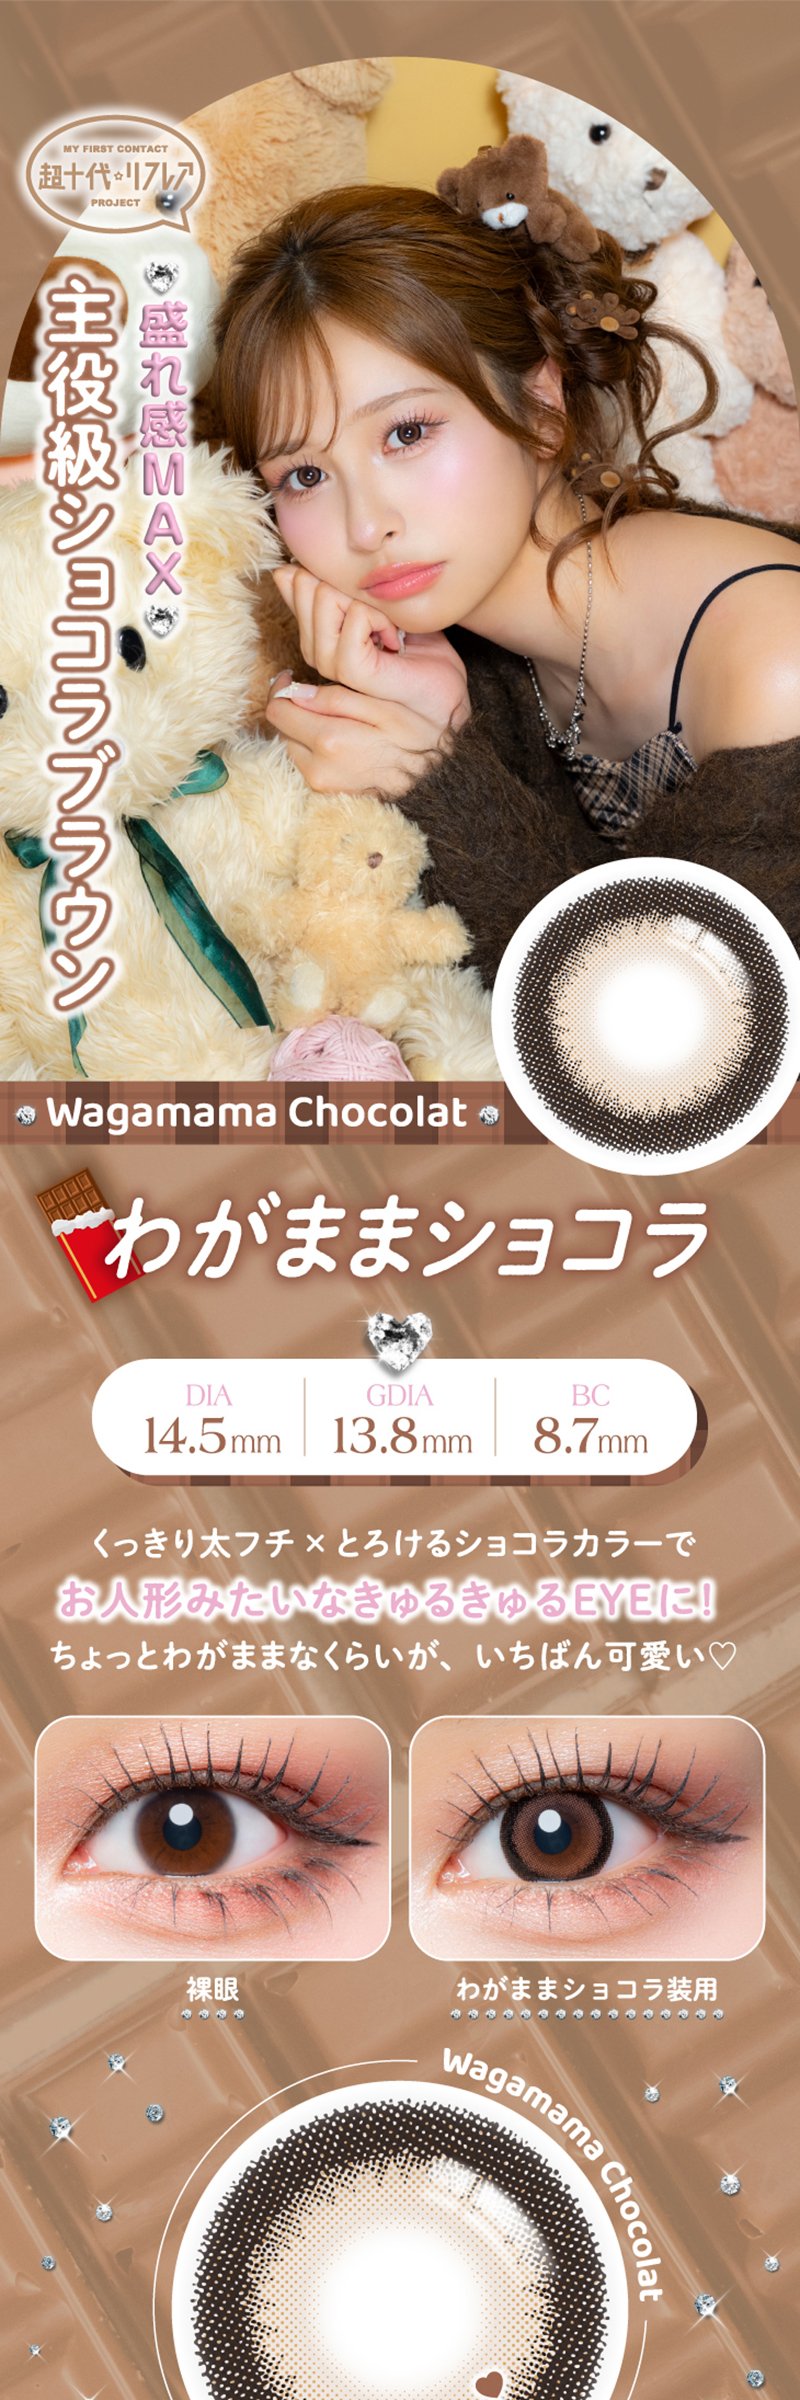 MY FIRST CONTACT
超十代☆リフレア
PROJECT
盛れ感MAX
主役級ショコラブラウン
Wagamama Chocolat
わがままショコラ
DIA
14.5mm
GDIA
13.8mm
BC
8.7mm
くっきり太フチ×とろけるショコラカラーで
お人形みたいなきゅるきゅるEYEに!
ちょっとわがままなくらいが、いちばん可愛い♡
裸眼
わがままショコラ装用
Wagamama Chocolat